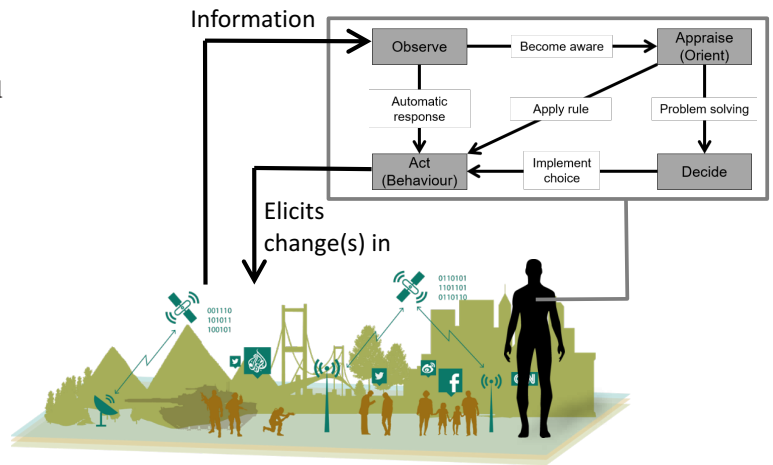 Information
Observe
Become aware
Appraise
(Orient)
Automatic
response
Apply rule
Problem solving
Act
(Behaviour)
Implement
choice
Decide
Elicits
change(s) in
001110
101011
100101
0110101
1101101
0110110
f